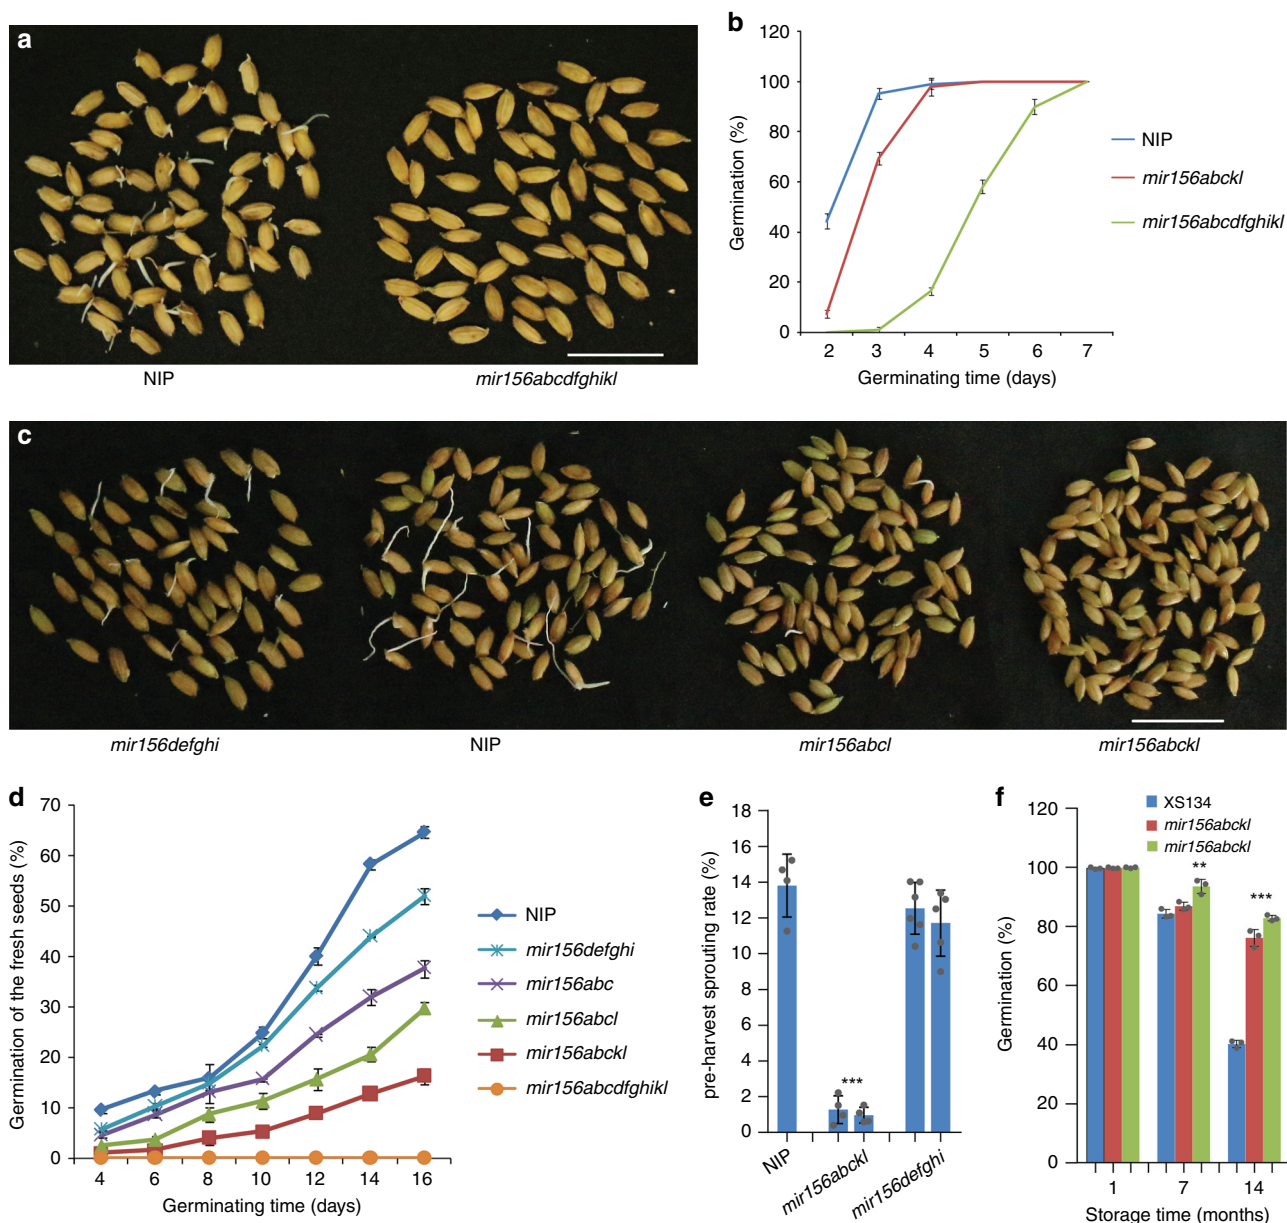 a
NIP
mir156abcdfghikl
b
120
100
80
60
40
20
0
Germination (%)
2 3 4 5 6 7
Germinating time (days)
NIP
mir156abckl
mir156abcdfghikl
c
mir156defghi
NIP
mir156abcl
mir156abckl
d
70
60
50
40
30
20
10
0
Germination of the fresh seeds (%)
4 6 8 10 12 14 16
Germinating time (days)
NIP
mir156defghi
mir156abc
mir156abcl
mir156abckl
mir156abcdfghikl
e
18
16
14
12
10
8
6
4
2
0
pre-harvest sprouting rate (%)
***
NIP
mir156abckl
mir156defghi
f
XS134
mir156abckl
mir156abckl
120
100
80
60
40
20
0
Germination (%)
**
***
1 7 14
Storage time (months)